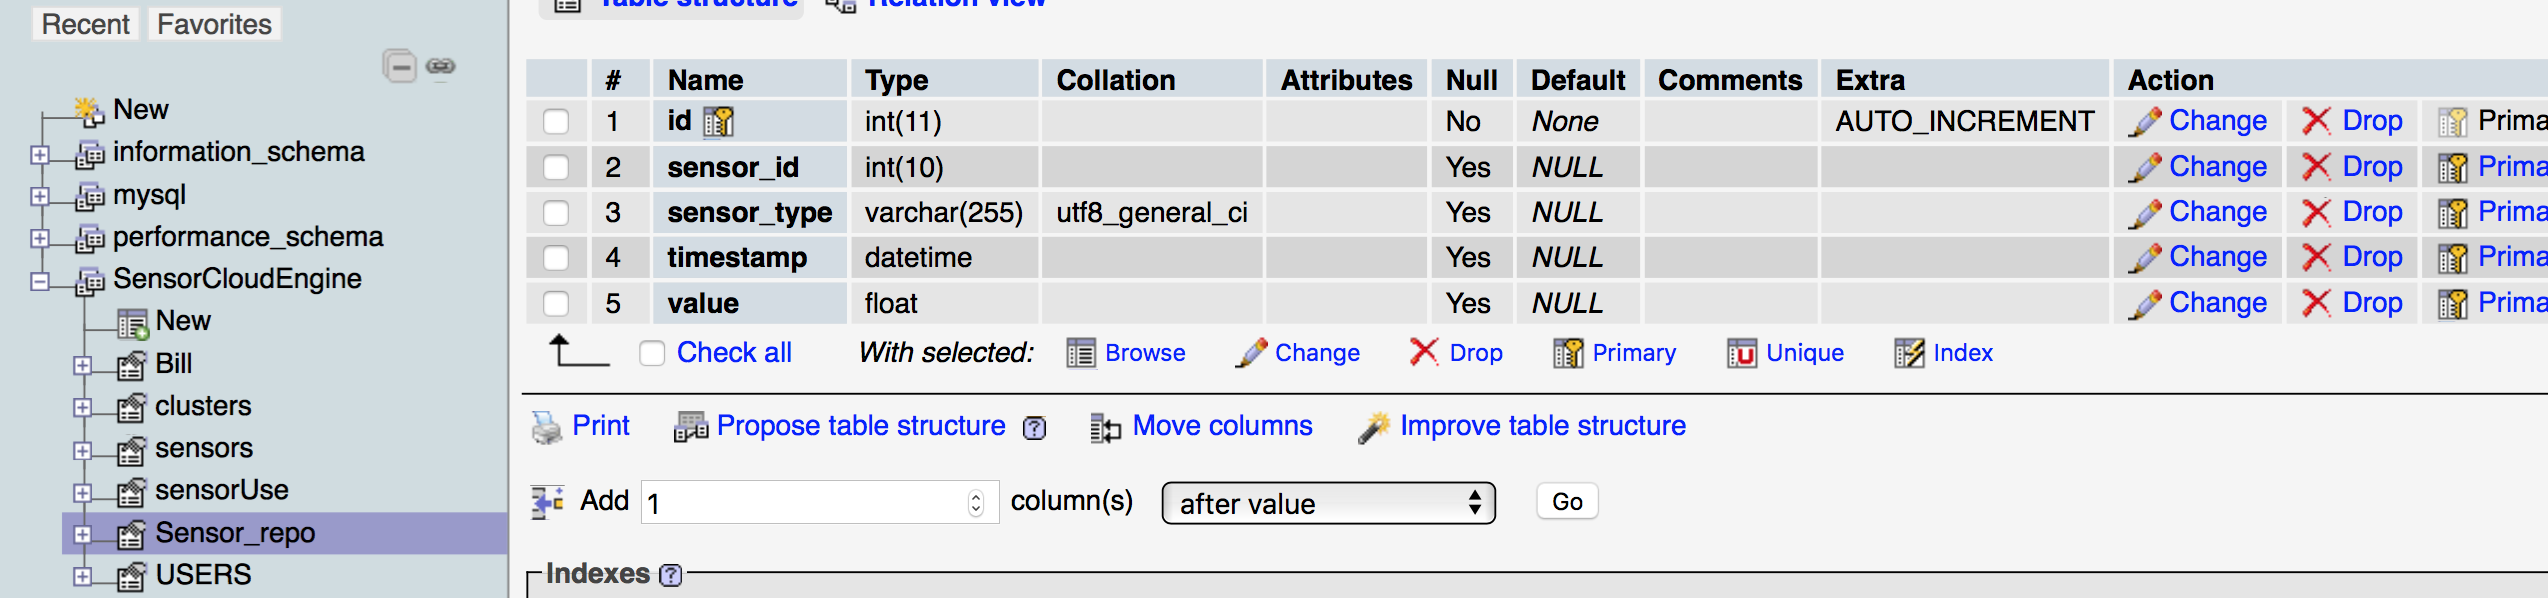 Recent Favorites
New
information_schema
mysql
performance_schema
SensorCloudEngine
New
Bill
clusters
sensors
sensorUse
Sensor_repo
USERS
Table structure Relation view
# Name Type Collation Attributes Null Default Comments Extra Action
1 id int(11) No None AUTO_INCREMENT Change Drop Prima
2 sensor_id int(10) Yes NULL Change Drop Prima
3 sensor_type varchar(255) utf8_general_ci Yes NULL Change Drop Prima
4 timestamp datetime Yes NULL Change Drop Prima
5 value float Yes NULL Change Drop Prima
Check all With selected: Browse Change Drop Primary Unique Index
Print Propose table structure Move columns Improve table structure
Add 1 column(s) after value Go
Indexes